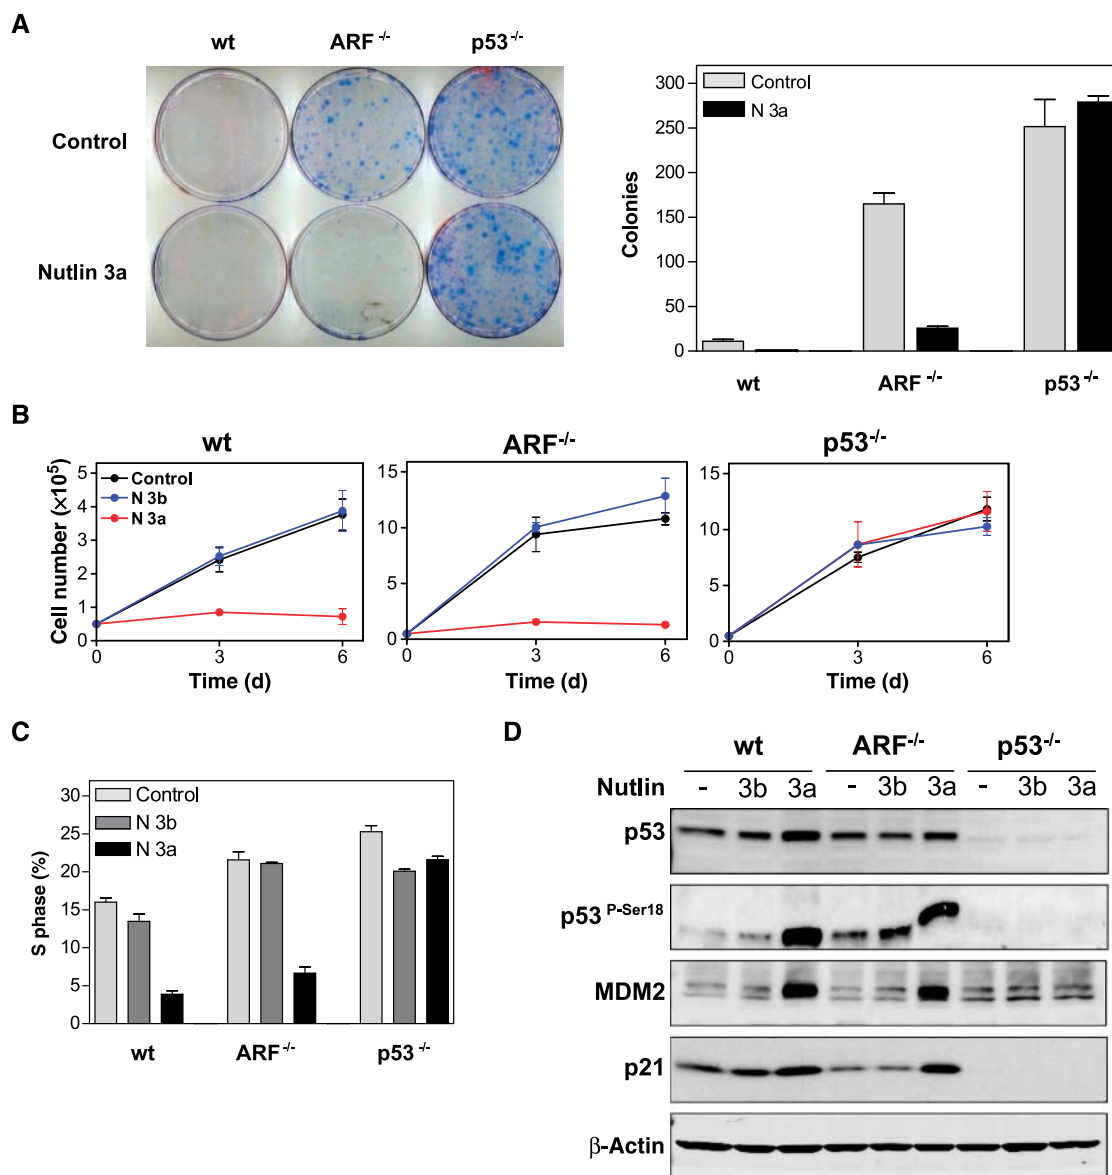 A
wt ARF -/- p53 -/-
Control
Nutlin 3a
300
250
200
150
100
50
0
Colonies
Control
N 3a
wt ARF -/- p53 -/-
B
wt ARF-/- p53-/-
Cell number (×10⁵)
5
4
3
2
1
0
Control
N 3b
N 3a
0 3 6
Time (d)
15
10
5
0
0 3 6
Time (d)
15
10
5
0
0 3 6
Time (d)
C
S phase (%)
30
25
20
15
10
5
0
Control
N 3b
N 3a
wt ARF -/- p53 -/-
D
wt ARF-/- p53-/-
Nutlin - 3b 3a - 3b 3a - 3b 3a
p53
p53 P-Ser18
MDM2
p21
β-Actin